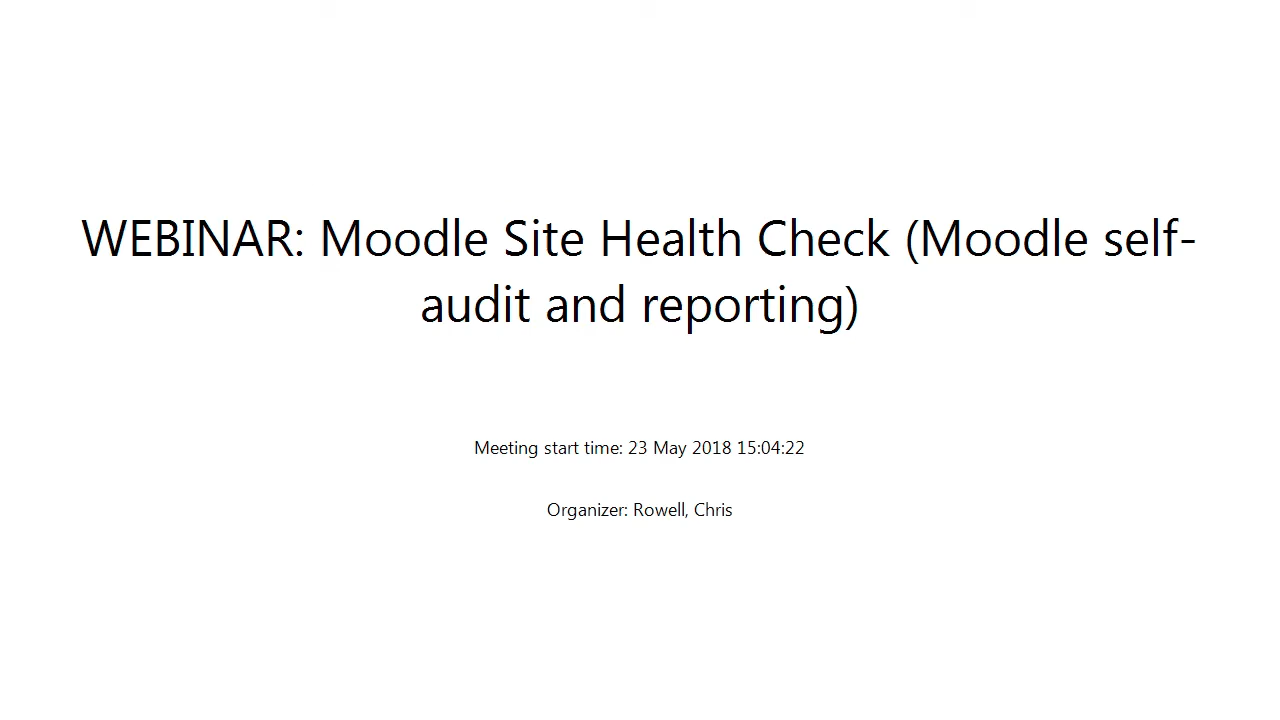 WEBINAR: Moodle Site Health Check (Moodle self-
audit and reporting)
Meeting start time: 23 May 2018 15:04:22
Organizer: Rowell, Chris